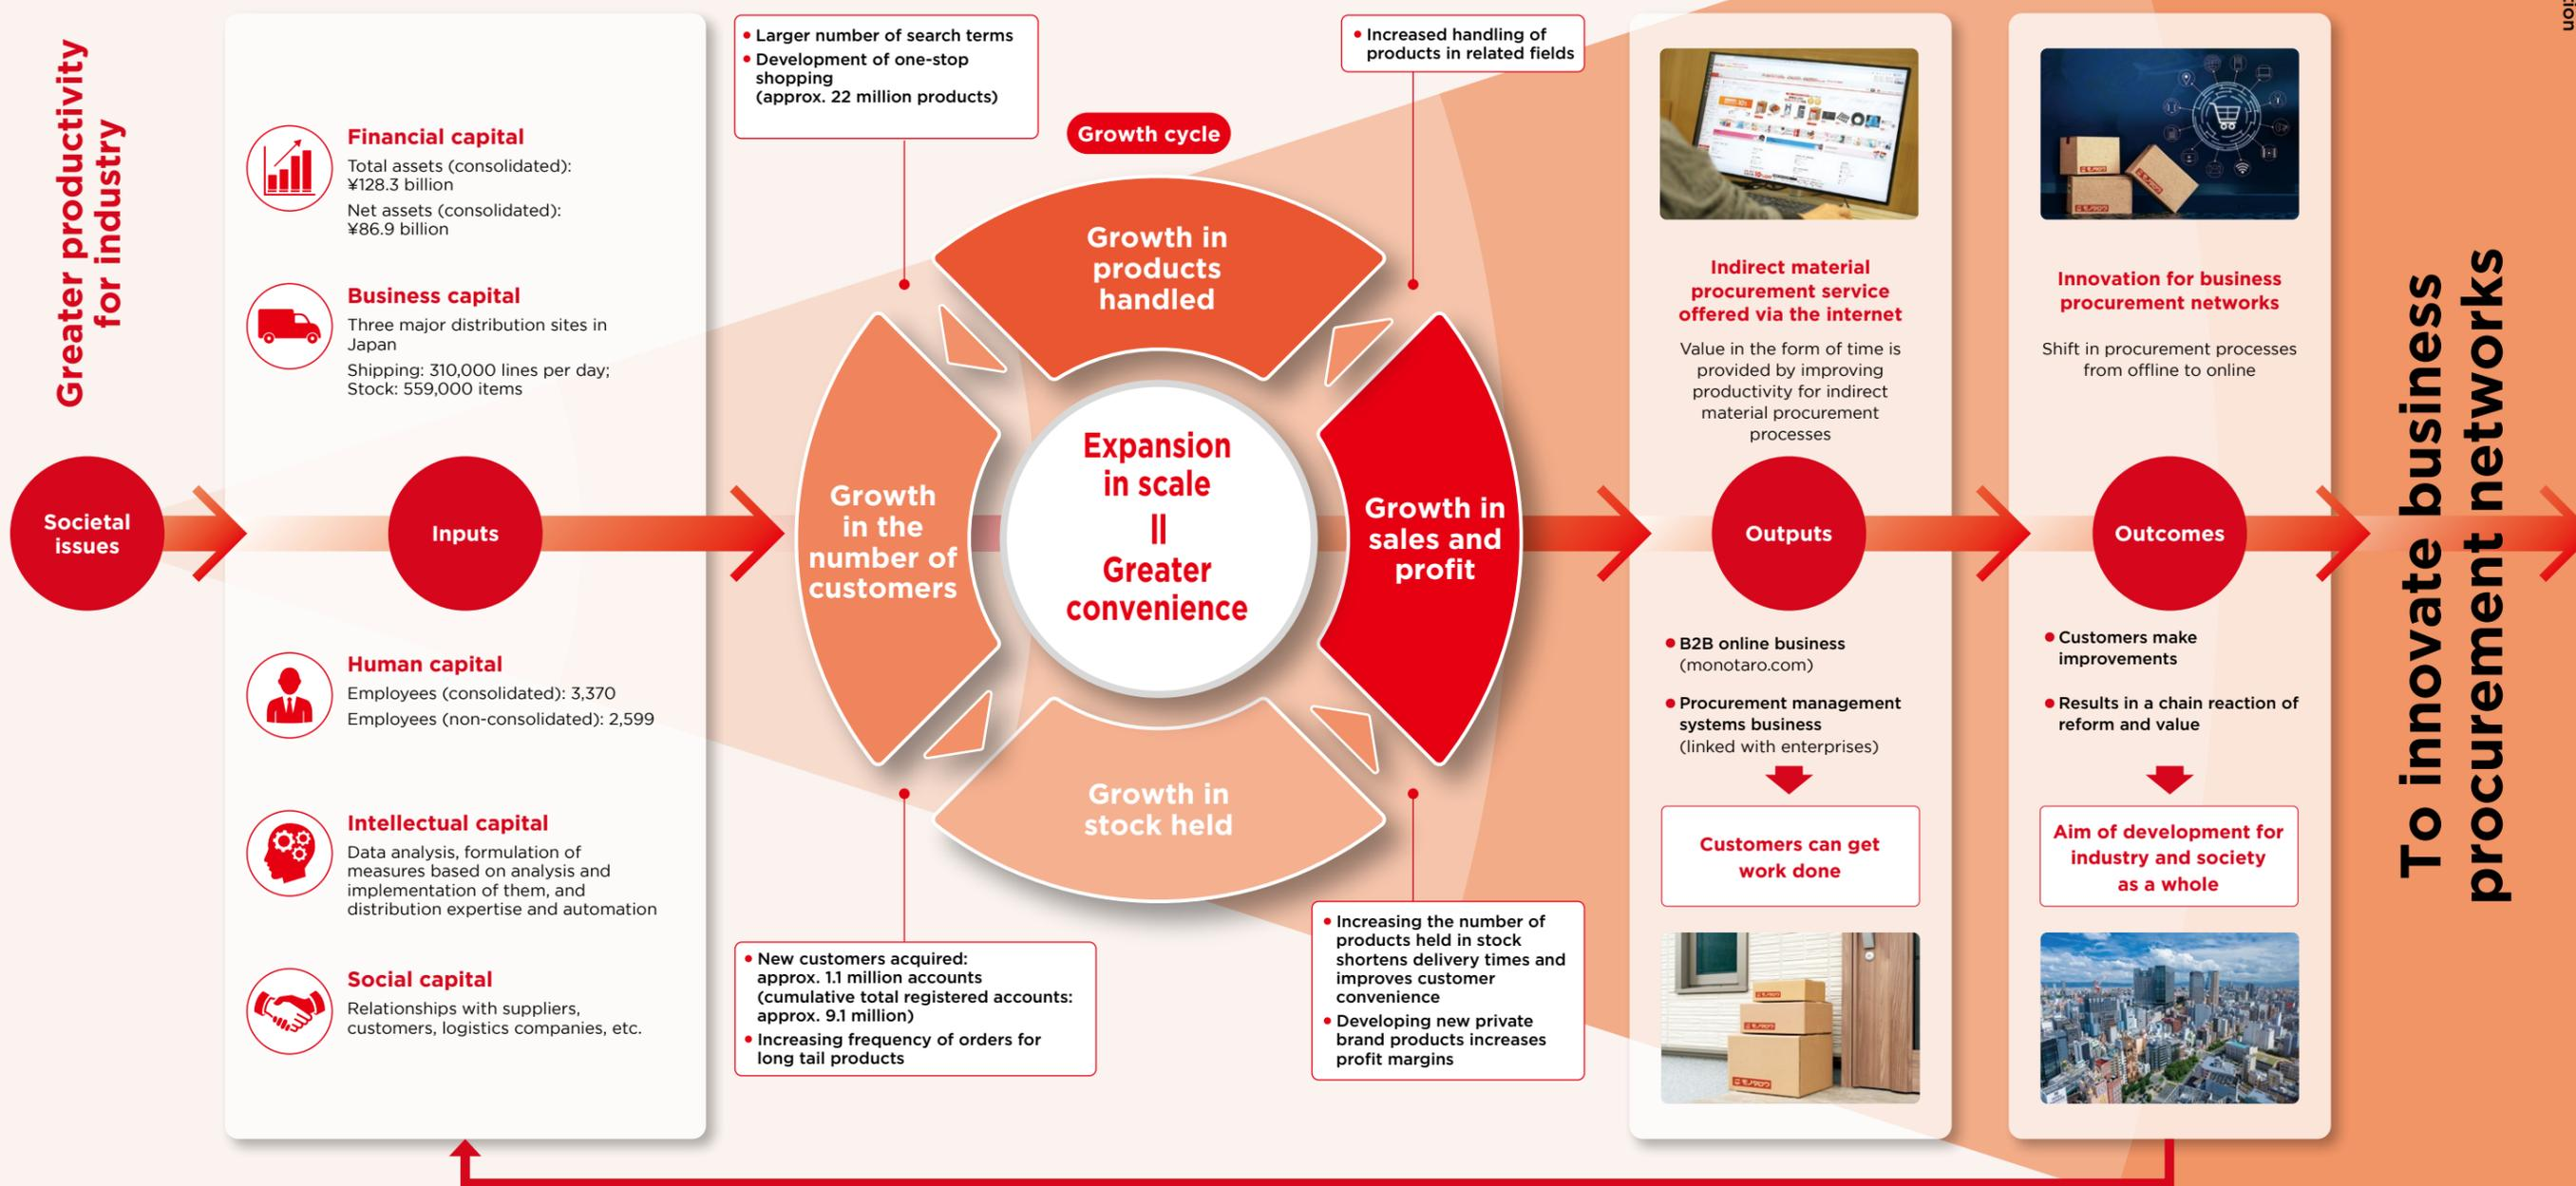 Greater productivity
for industry
Societal
issues
Financial capital
Total assets (consolidated):
¥128.3 billion
Net assets (consolidated):
¥86.9 billion
Business capital
Three major distribution sites in
Japan
Shipping: 310,000 lines per day;
Stock: 559,000 items
Inputs
Human capital
Employees (consolidated): 3,370
Employees (non-consolidated): 2,599
Intellectual capital
Data analysis, formulation of
measures based on analysis and
implementation of them, and
distribution expertise and automation
Social capital
Relationships with suppliers,
customers, logistics companies, etc.
• Larger number of search terms
• Development of one-stop
shopping
(approx. 22 million products)
Growth cycle
• Increased handling of
products in related fields
Growth in
products
handled
Growth
in the
number of
customers
Expansion
in scale
=
Greater
convenience
Growth in
sales and
profit
Growth in
stock held
• New customers acquired:
approx. 1.1 million accounts
(cumulative total registered accounts:
approx. 9.1 million)
• Increasing frequency of orders for
long tail products
• Increasing the number of
products held in stock
shortens delivery times and
improves customer
convenience
• Developing new private
brand products increases
profit margins
Indirect material
procurement service
offered via the internet
Value in the form of time is
provided by improving
productivity for indirect
material procurement
processes
Outputs
• B2B online business
(monotaro.com)
• Procurement management
systems business
(linked with enterprises)
Customers can get
work done
モノタロウ
Innovation for business
procurement networks
Shift in procurement processes
from offline to online
Outcomes
• Customers make
improvements
• Results in a chain reaction of
reform and value
Aim of development for
industry and society
as a whole
To innovate business
procurement networks